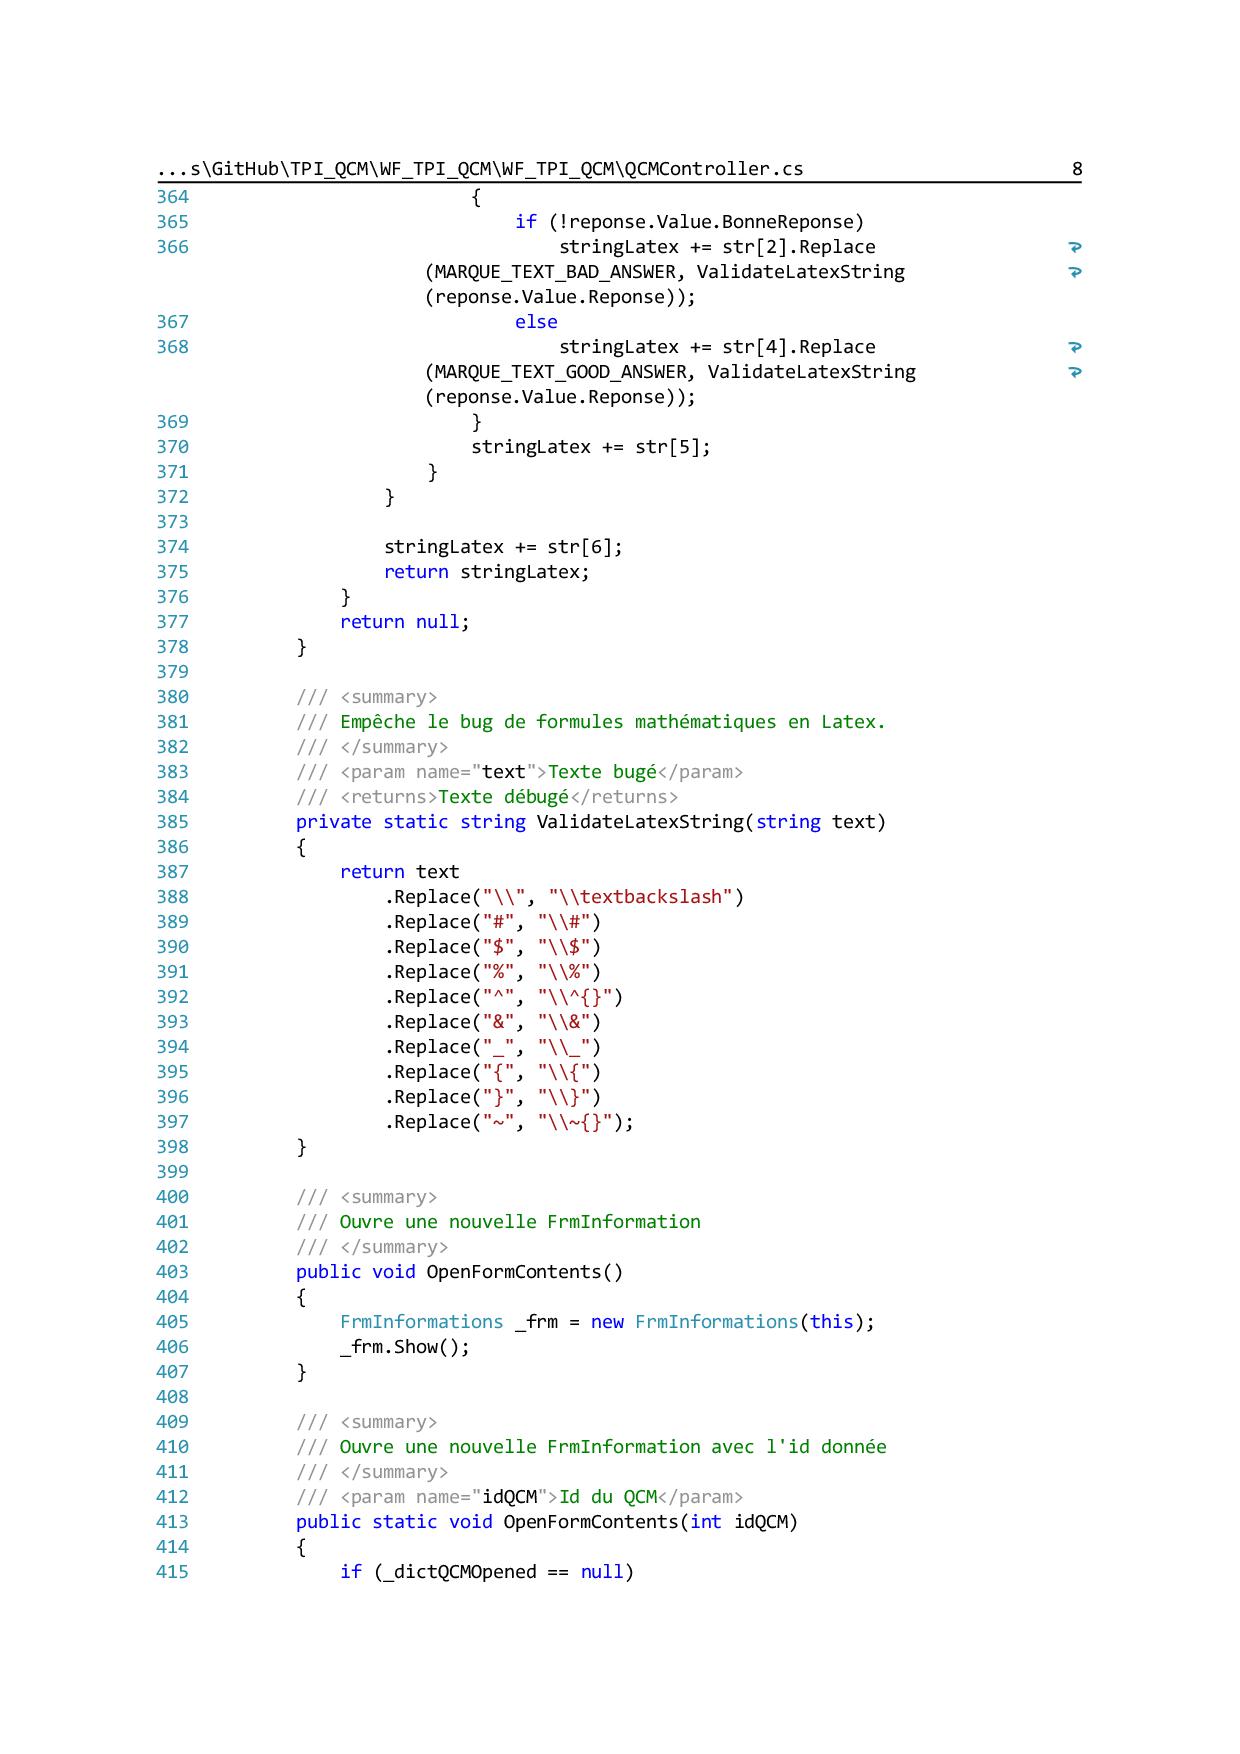 ...s\GitHub\TPI_QCM\WF_TPI_QCM\WF_TPI_QCM\QCMController.cs 8
364 {
365 if (!reponse.Value.BonneReponse)
366 stringLatex += str[2].Replace
(MARQUE_TEXT_BAD_ANSWER, ValidateLatexString
(reponse.Value.Reponse));
367 else
368 stringLatex += str[4].Replace
(MARQUE_TEXT_GOOD_ANSWER, ValidateLatexString
(reponse.Value.Reponse));
369 }
370 stringLatex += str[5];
371 }
372 }
373
374 stringLatex += str[6];
375 return stringLatex;
376 }
377 return null;
378 }
379
380 /// <summary>
381 /// Empêche le bug de formules mathématiques en Latex.
382 /// </summary>
383 /// <param name="text">Texte bugé</param>
384 /// <returns>Texte débugé</returns>
385 private static string ValidateLatexString(string text)
386 {
387 return text
388 .Replace("\\", "\\textbackslash")
389 .Replace("#", "\\#")
390 .Replace("$", "\\$")
391 .Replace("%", "\\%")
392 .Replace("^", "\\^{}")
393 .Replace("&", "\\&")
394 .Replace("_", "\\_")
395 .Replace("{", "\\{")
396 .Replace("}", "\\}")
397 .Replace("~", "\\~{}");
398 }
399
400 /// <summary>
401 /// Ouvre une nouvelle FrmInformation
402 /// </summary>
403 public void OpenFormContents()
404 {
405 FrmInformations _frm = new FrmInformations(this);
406 _frm.Show();
407 }
408
409 /// <summary>
410 /// Ouvre une nouvelle FrmInformation avec l'id donnée
411 /// </summary>
412 /// <param name="idQCM">Id du QCM</param>
413 public static void OpenFormContents(int idQCM)
414 {
415 if (_dictQCMOpened == null)